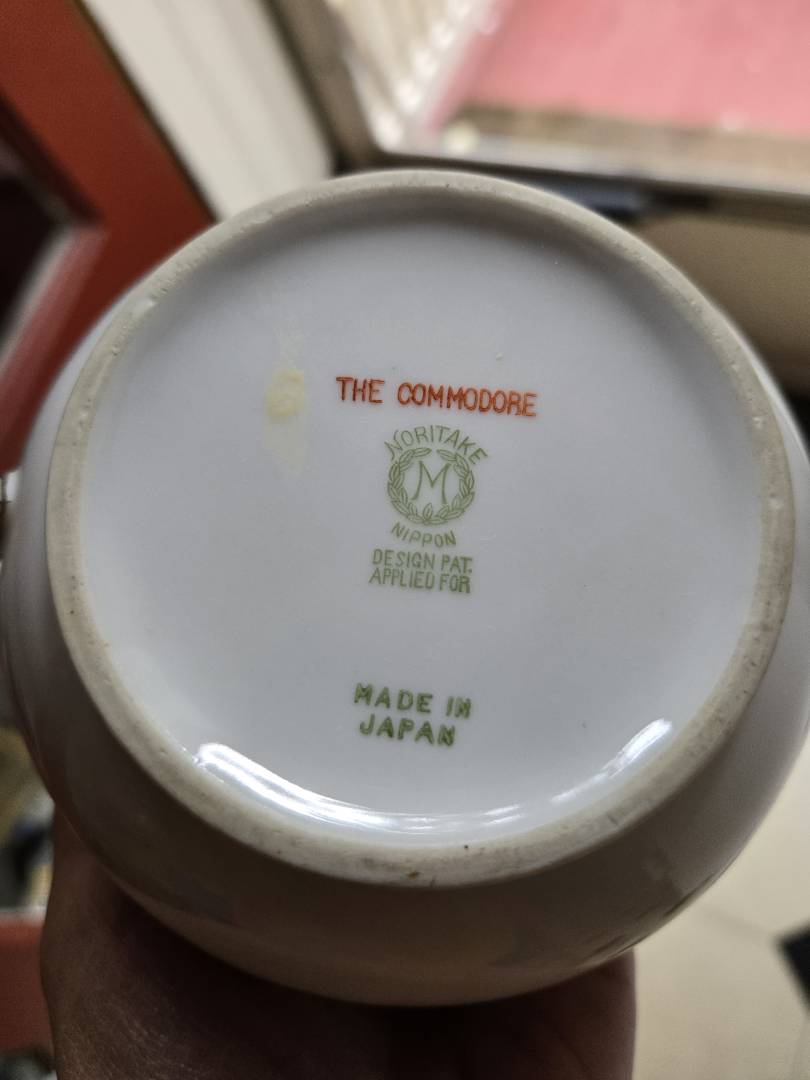 THE COMMODORE
NORITAKE
M
NIPPON
DESIGN PAT.
APPLIED FOR
MADE IN
JAPAN